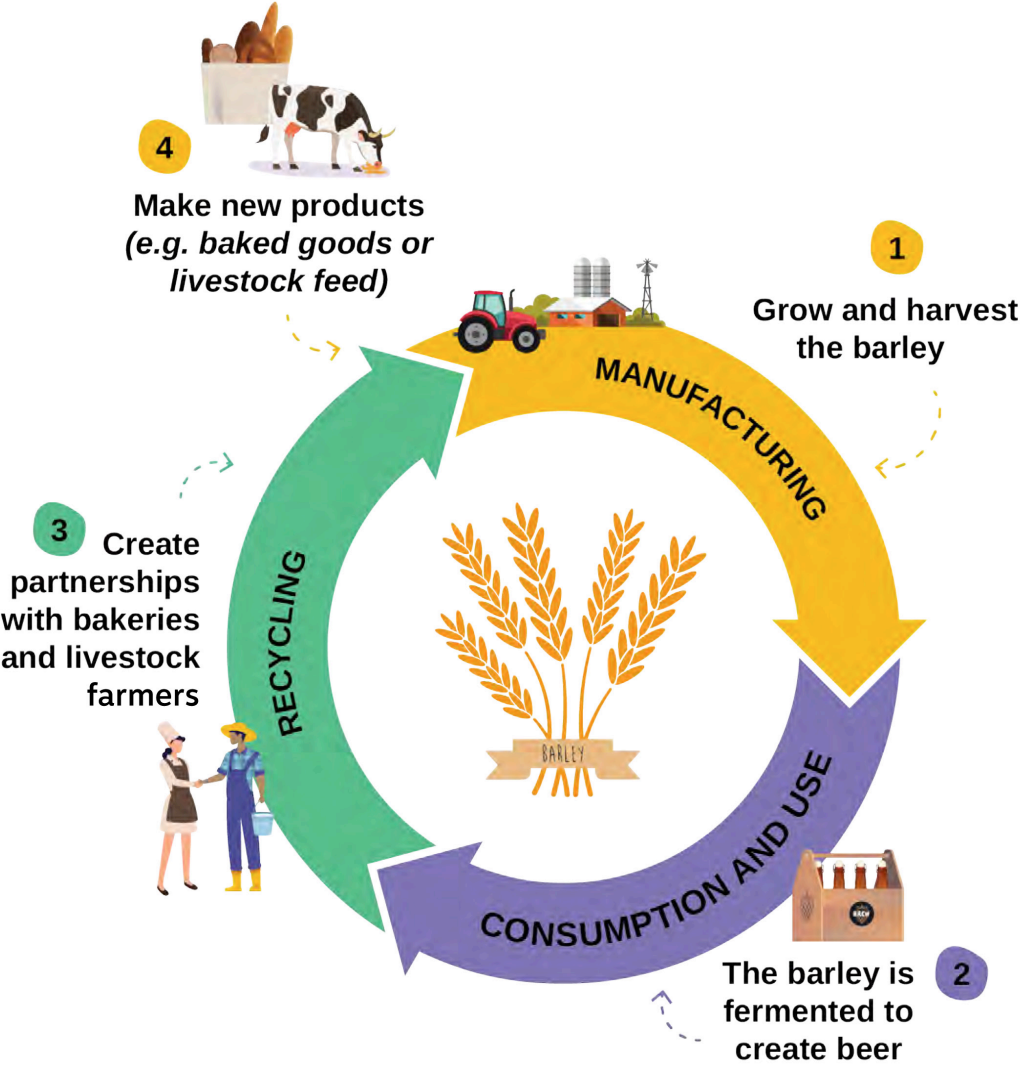 4
Make new products
(e.g. baked goods or
livestock feed)
1
Grow and harvest
the barley
MANUFACTURING
3
Create
partnerships
with bakeries
and livestock
farmers
RECYCLING
BARLEY
CONSUMPTION AND USE
BREW
The barley is
fermented to
create beer
2